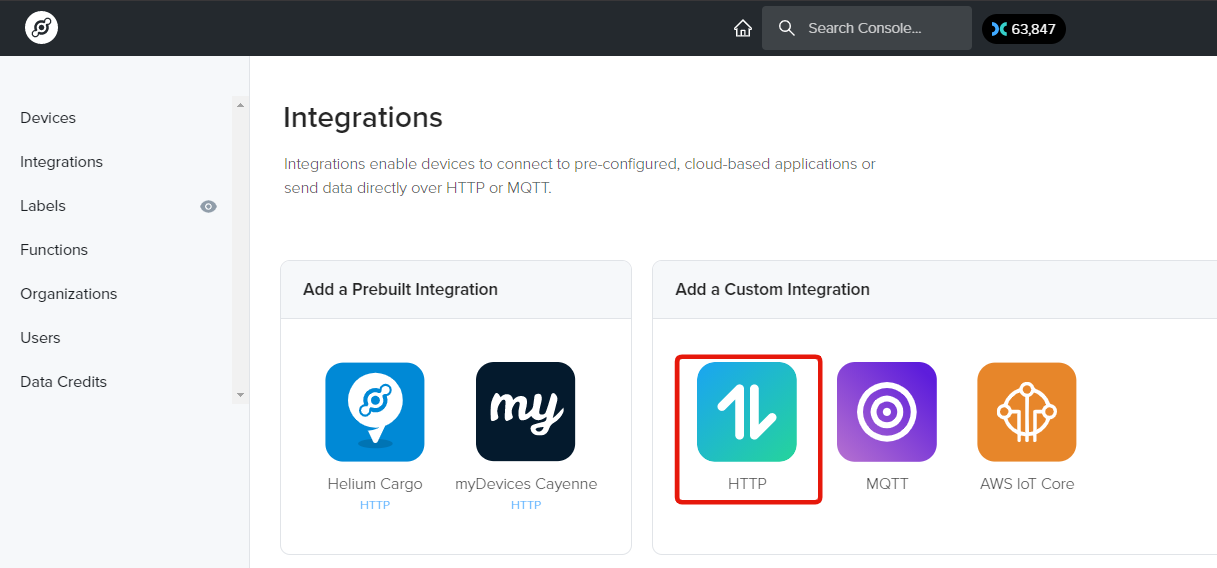 Search Console...
63,847
Devices
Integrations
Labels
Functions
Organizations
Users
Data Credits
Integrations
Integrations enable devices to connect to pre-configured, cloud-based applications or
send data directly over HTTP or MQTT.
Add a Prebuilt Integration
my
Helium Cargo
HTTP
myDevices Cayenne
HTTP
Add a Custom Integration
HTTP
MQTT
AWS IoT Core